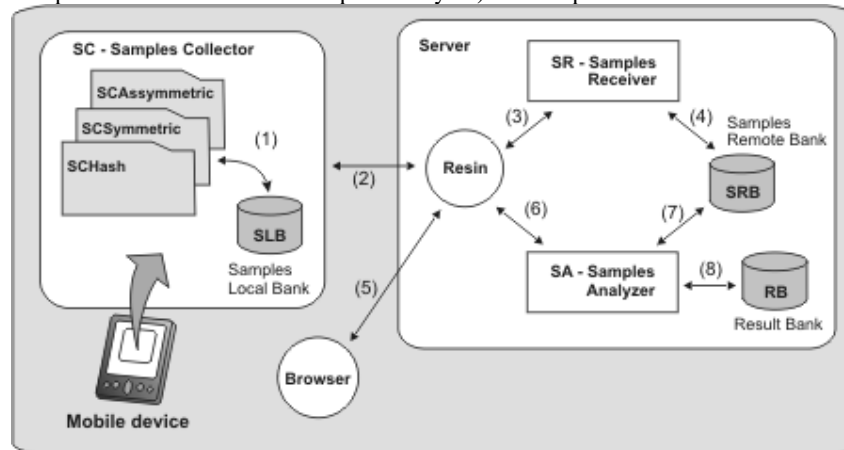 SC - Samples Collector
SCAssymmetric
SCSymmetric
SCHash
(1)
SLB
Samples
Local Bank
Mobile device
(2)
(5)
Browser
Server
SR - Samples
Receiver
(3)
(4)
Samples
Remote Bank
Resin
SRB
(6)
(7)
SA - Samples
Analyzer
(8)
RB
Result Bank